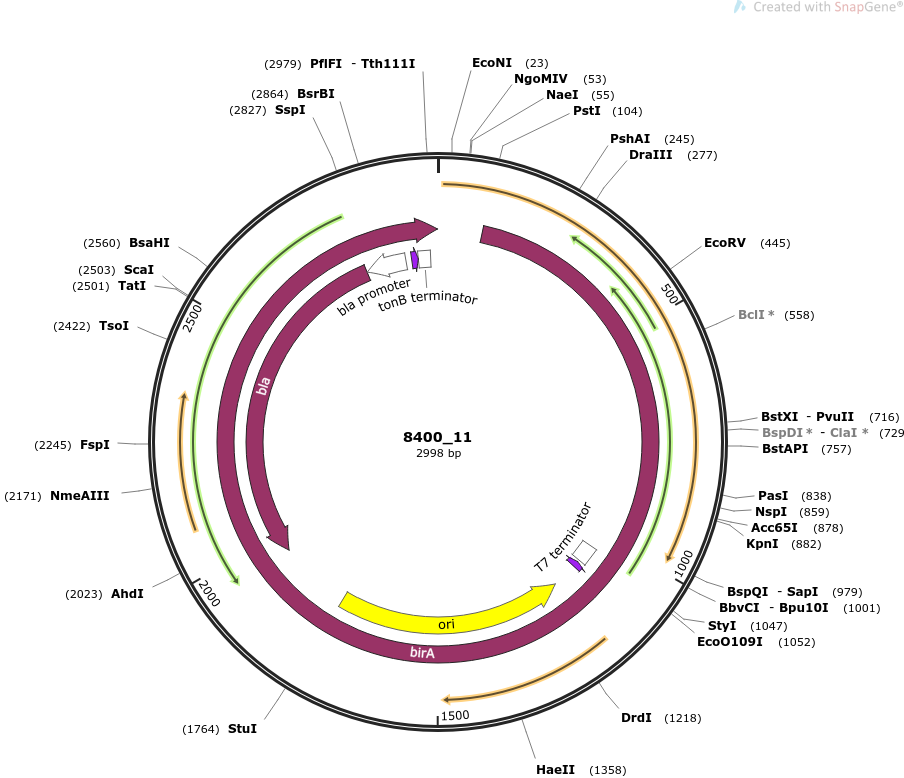 Created with SnapGene®
(2979) PflFI - Tth111I
EcoNI (23)
NgoMIV (53)
(2864) BsrBI
NaeI (55)
(2827) SspI
PstI (104)
PshAI (245)
DraIII (277)
(2560) BsaHI
EcoRV (445)
(2503) ScaI
(2501) TatI
bla promoter
tonB terminator
500
2500
BclI * (558)
(2422) TsoI
bla
BstXI - PvuII (716)
BspDI * - ClaI * (729
8400_11
2998 bp
(2245) FspI
BstAPI (757)
(2171) NmeAIII
PasI (838)
NspI (859)
Acc65I (878)
T7 terminator
KpnI (882)
1000
(2023) AhdI
2000
BspQI - SapI (979)
BbvCI - Bpu10I (1001)
ori
StyI (1047)
EcoO109I (1052)
birA
1500
DrdI (1218)
(1764) StuI
HaeII (1358)